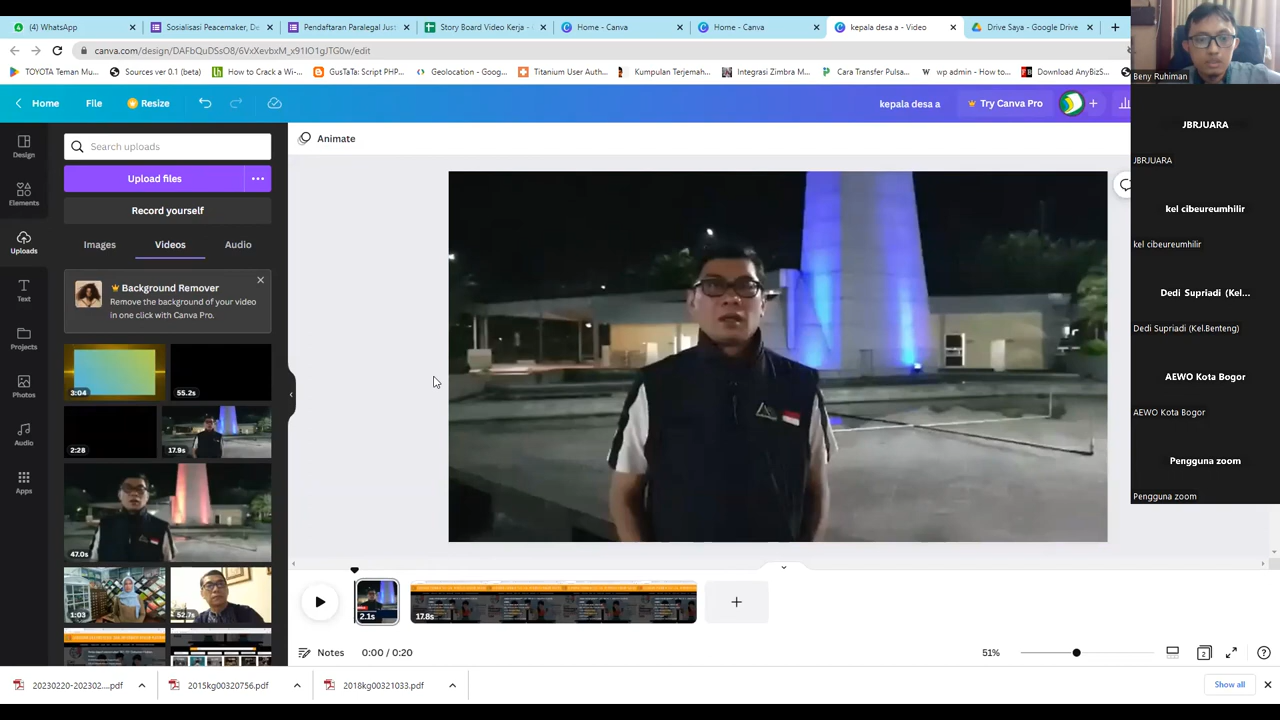 (4) WhatsApp
Sosialisasi Peacemaker, De
Pendaftaran Paralegal Jus
Story Board Video Kerja -
Home - Canva
Home - Canva
kepala desa a - Video
Drive Saya - Google Drive
canva.com/design/DAFbQuDSsO8/6VxXevbxM_x91IO1gJTG0w/edit
TOYOTA Teman Mu...
Sources ver 0.1 (beta)
How to Crack a Wi-...
GusTaTa: Script PHP...
Geolocation - Goog...
Titanium User Auth...
Kumpulan Terjemah...
Integrasi Zimbra M...
Cara Transfer Pulsa...
wp admin - How to...
Download AnyBizS...
Beny Ruhiman
Home
File
Resize
kepala desa a
Try Canva Pro
JBRJUARA
JBRJUARA
kel cibeureumhilir
kel cibeureumhilir
Dedi Supriadi (Kel...
Dedi Supriadi (Kel.Benteng)
AEWO Kota Bogor
AEWO Kota Bogor
Pengguna zoom
Pengguna zoom
Design
Elements
Uploads
Text
Projects
Photos
Audio
Apps
Search uploads
Upload files
Record yourself
Images
Videos
Audio
Background Remover
Remove the background of your video
in one click with Canva Pro.
3:04
55.2s
2:28
17.9s
47.0s
1:03
52.7s
Animate
2.1s
17.8s
Notes
0:00 / 0:20
51%
2
20230220-202302....pdf
2015kg00320756.pdf
2018kg00321033.pdf
Show all